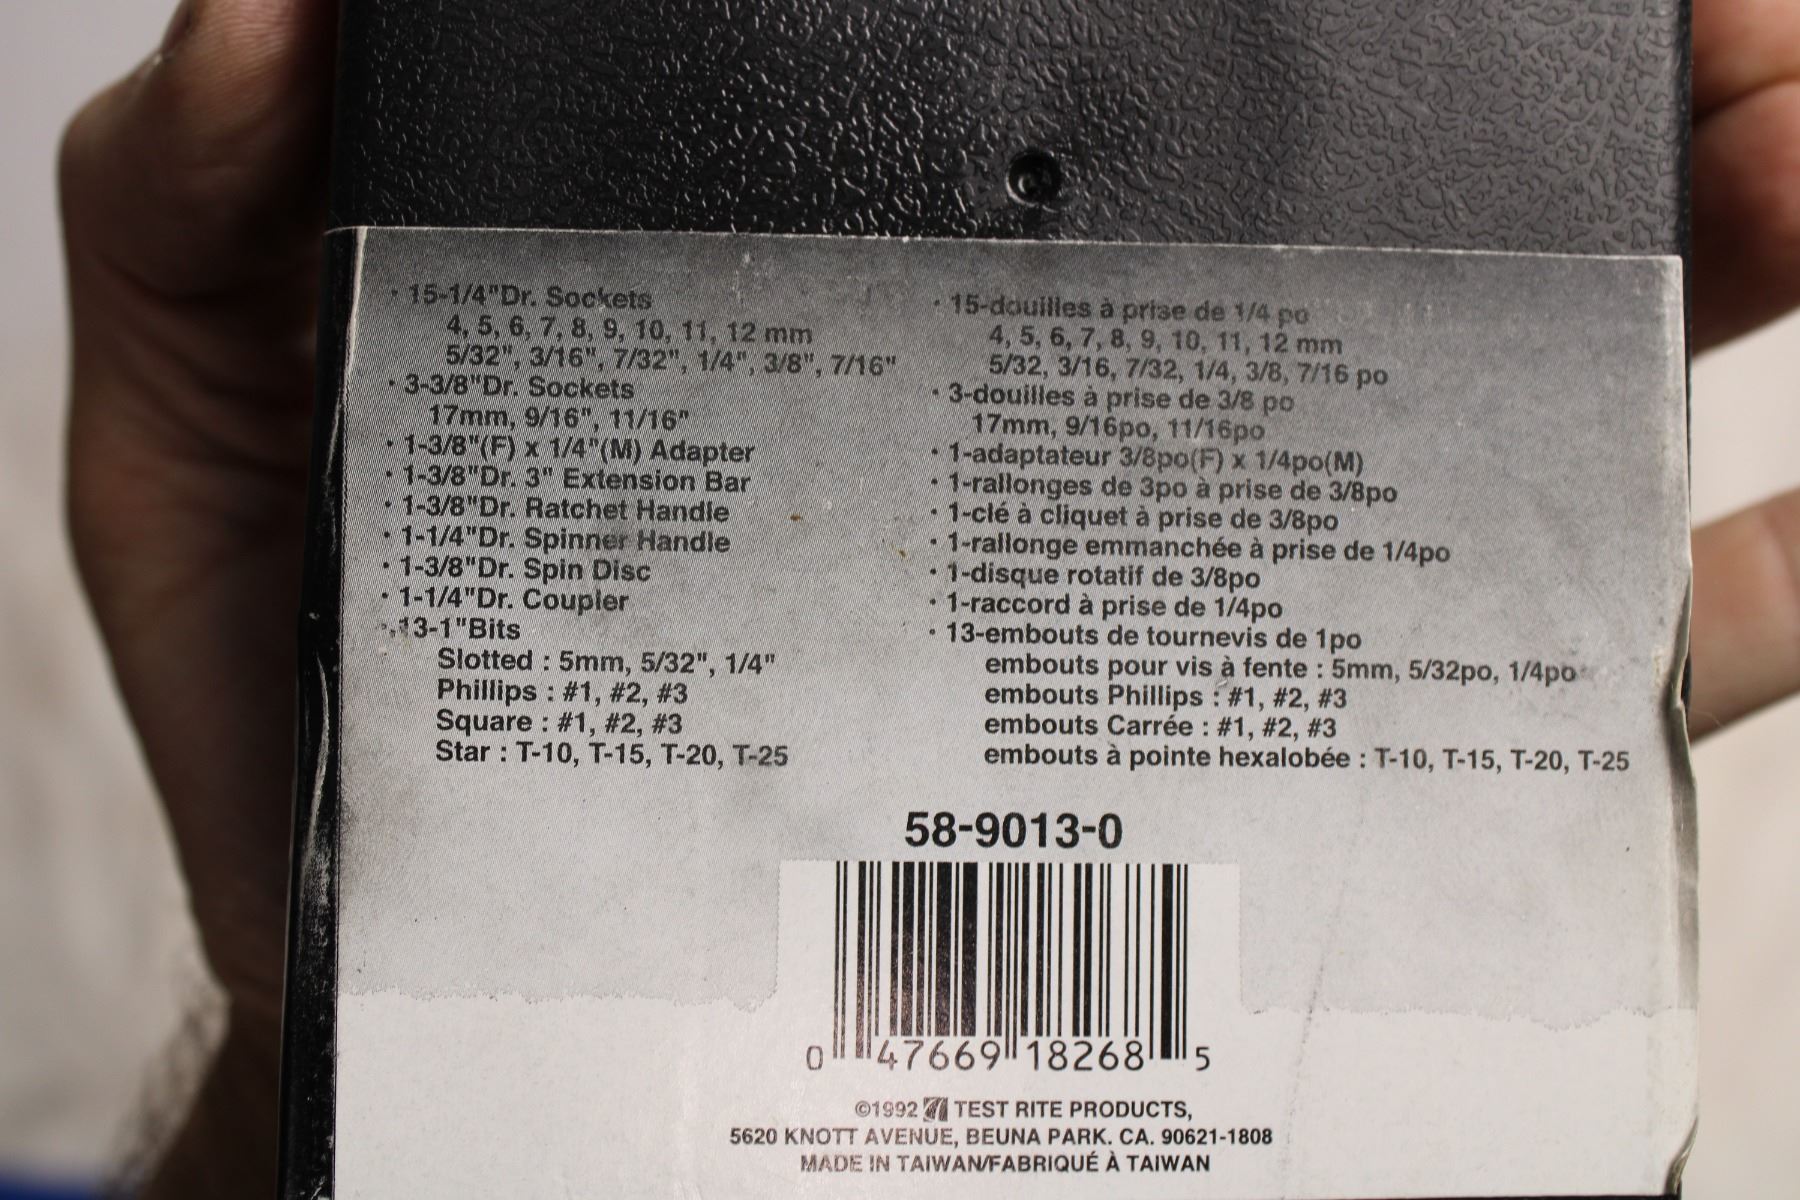 · 15-1/4"Dr. Sockets
4, 5, 6, 7, 8, 9, 10, 11, 12 mm
5/32", 3/16", 7/32", 1/4", 3/8", 7/16"
· 3-3/8"Dr. Sockets
17mm, 9/16", 11/16"
· 1-3/8"(F) x 1/4"(M) Adapter
· 1-3/8"Dr. 3" Extension Bar
· 1-3/8"Dr. Ratchet Handle
· 1-1/4"Dr. Spinner Handle
· 1-3/8"Dr. Spin Disc
· 1-1/4"Dr. Coupler
· 13-1"Bits
Slotted : 5mm, 5/32", 1/4"
Phillips : #1, #2, #3
Square : #1, #2, #3
Star : T-10, T-15, T-20, T-25
· 15-douilles à prise de 1/4 po
4, 5, 6, 7, 8, 9, 10, 11, 12 mm
5/32, 3/16, 7/32, 1/4, 3/8, 7/16 po
· 3-douilles à prise de 3/8 po
17mm, 9/16po, 11/16po
· 1-adaptateur 3/8po(F) x 1/4po(M)
· 1-rallonges de 3po à prise de 3/8po
· 1-clé à cliquet à prise de 3/8po
· 1-rallonge emmanchée à prise de 1/4po
· 1-disque rotatif de 3/8po
· 1-raccord à prise de 1/4po
· 13-embouts de tournevis de 1po
embouts pour vis à fente : 5mm, 5/32po, 1/4po
embouts Phillips : #1, #2, #3
embouts Carrée : #1, #2, #3
embouts à pointe hexalobée : T-10, T-15, T-20, T-25
58-9013-0
0 47669 18268 5
©1992 TEST RITE PRODUCTS,
5620 KNOTT AVENUE, BEUNA PARK. CA. 90621-1808
MADE IN TAIWAN/FABRIQUÉ À TAIWAN